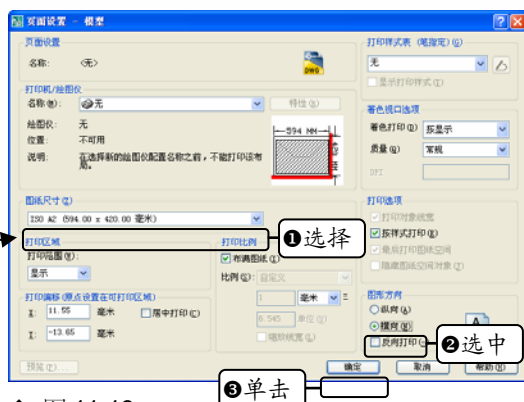 页面设置 - 模型
页面设置
名称: <无>
DWG
打印机/绘图仪
名称(M): 无
特性(R)
绘图仪: 无
位置: 不可用
说明: 在选择新的绘图仪配置名称之前，不能打印该布局。
594 MM
图纸尺寸(Z)
ISO A2 (594.00 x 420.00 毫米)
打印区域
打印范围(W):
显示
打印比例
布满图纸(I)
比例(S): 自定义
1 毫米 =
6.545 单位(U)
缩放线宽(L)
打印偏移(原点设置在可打印区域)
X: 11.55 毫米
居中打印(C)
Y: -13.65 毫米
预览(P)...
打印样式表 (笔指定)(G)
无
显示打印样式(I)
着色视口选项
着色打印(D) 按显示
质量(Q) 常规
DPI
打印选项
打印对象线宽
按样式打印(E)
最后打印图纸空间
隐藏图纸空间对象(J)
图形方向
纵向(A)
横向(N)
反向打印(-)
确定
取消
帮助(H)
❶选择
❷选中
❸单击